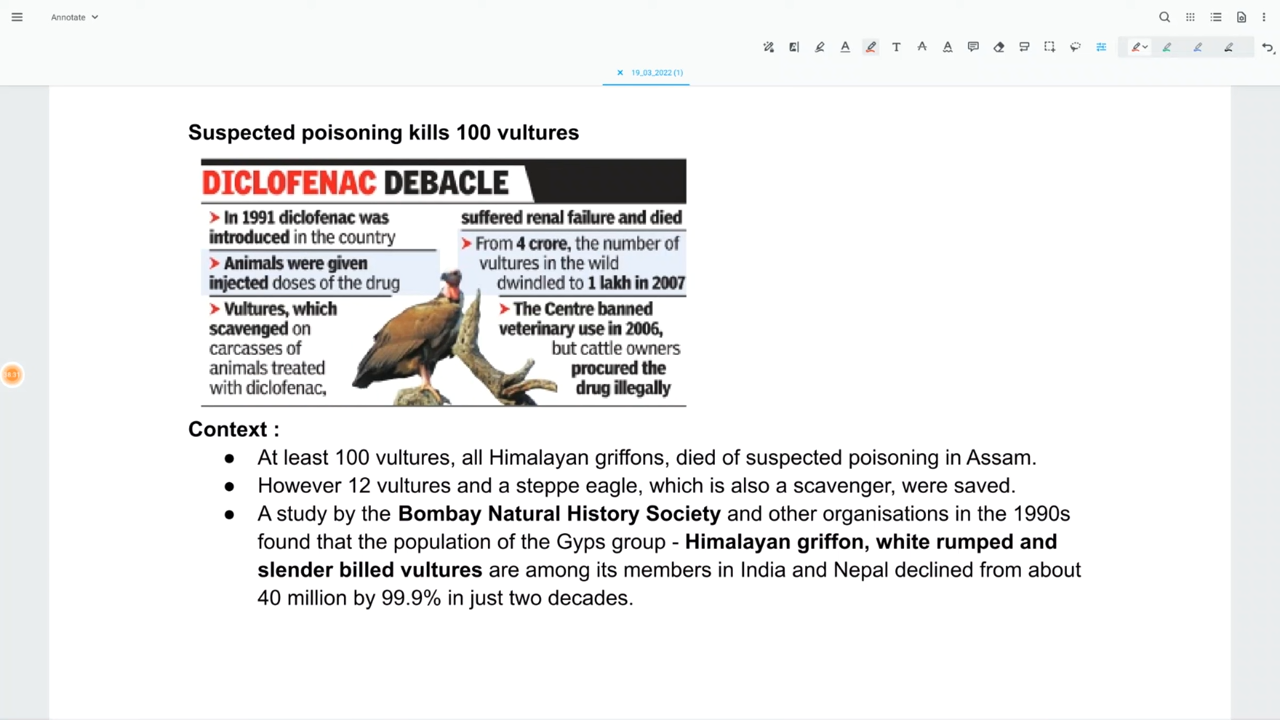 Annotate
19_03_2022 (1)
Suspected poisoning kills 100 vultures
DICLOFENAC DEBACLE
➤ In 1991 diclofenac was
introduced in the country
➤ Animals were given
injected doses of the drug
➤ Vultures, which
scavenged on
carcasses of
animals treated
with diclofenac,
suffered renal failure and died
➤ From 4 crore, the number of
vultures in the wild
dwindled to 1 lakh in 2007
➤ The Centre banned
veterinary use in 2006,
but cattle owners
procured the
drug illegally
Context :
● At least 100 vultures, all Himalayan griffons, died of suspected poisoning in Assam.
● However 12 vultures and a steppe eagle, which is also a scavenger, were saved.
● A study by the Bombay Natural History Society and other organisations in the 1990s
found that the population of the Gyps group - Himalayan griffon, white rumped and
slender billed vultures are among its members in India and Nepal declined from about
40 million by 99.9% in just two decades.